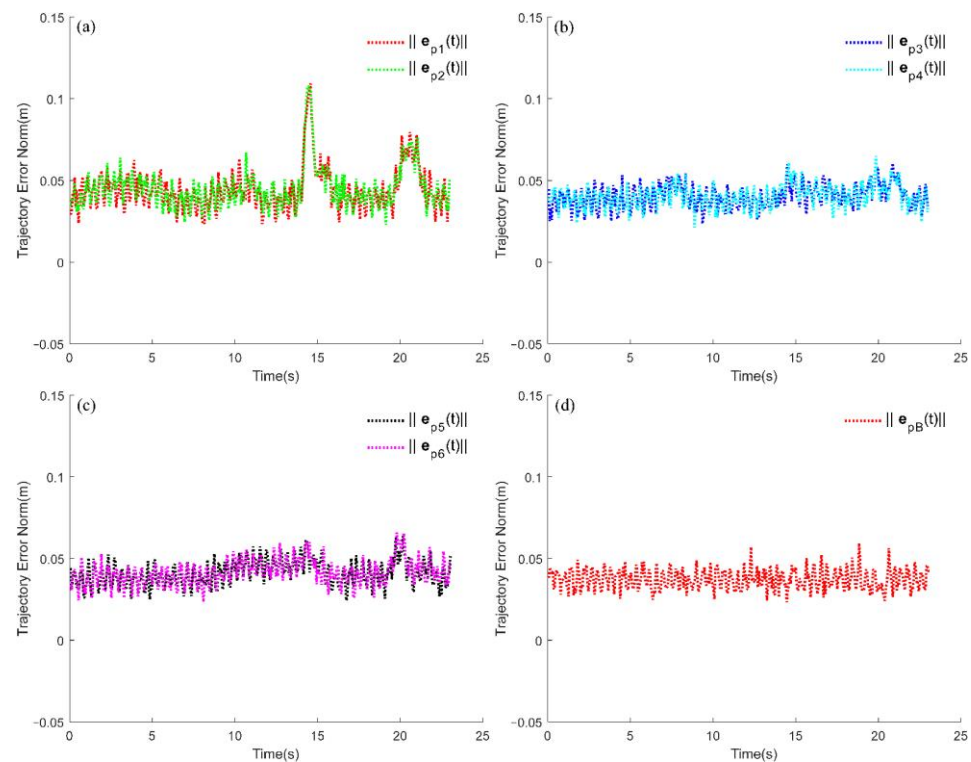 (a)
|| e_p1(t)||
|| e_p2(t)||
Trajectory Error Norm(m)
0.15
0.1
0.05
0
−0.05
0 5 10 15 20 25
Time(s)
(b)
|| e_p3(t)||
|| e_p4(t)||
Trajectory Error Norm(m)
0.15
0.1
0.05
0
−0.05
0 5 10 15 20 25
Time(s)
(c)
|| e_p5(t)||
|| e_p6(t)||
Trajectory Error Norm(m)
0.15
0.1
0.05
0
−0.05
0 5 10 15 20 25
Time(s)
(d)
|| e_pB(t)||
Trajectory Error Norm(m)
0.15
0.1
0.05
0
−0.05
0 5 10 15 20 25
Time(s)